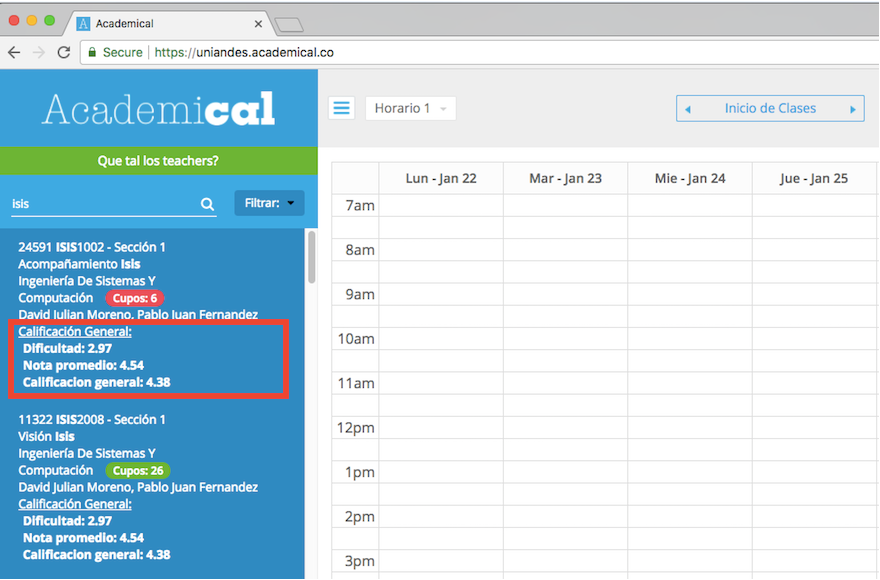 Academical
Secure https://uniandes.academical.co
Academical
Horario 1
Inicio de Clases
Que tal los teachers?
isis
Filtrar:
24591 ISIS1002 - Sección 1
Acompañamiento Isis
Ingeniería De Sistemas Y
Computación Cupos: 6
David Julian Moreno, Pablo Juan Fernandez
Calificación General:
Dificultad: 2.97
Nota promedio: 4.54
Calificacion general: 4.38
11322 ISIS2008 - Sección 1
Visión Isis
Ingeniería De Sistemas Y
Computación Cupos: 26
David Julian Moreno, Pablo Juan Fernandez
Calificación General:
Dificultad: 2.97
Nota promedio: 4.54
Calificacion general: 4.38
Lun - Jan 22 Mar - Jan 23 Mie - Jan 24 Jue - Jan 25
7am
8am
9am
10am
11am
12pm
1pm
2pm
3pm